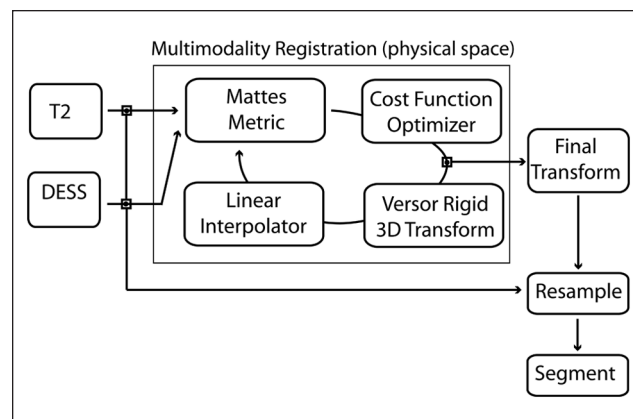 Multimodality Registration (physical space)
T2
DESS
Mattes
Metric
Cost Function
Optimizer
Linear
Interpolator
Versor Rigid
3D Transform
Final
Transform
Resample
Segment